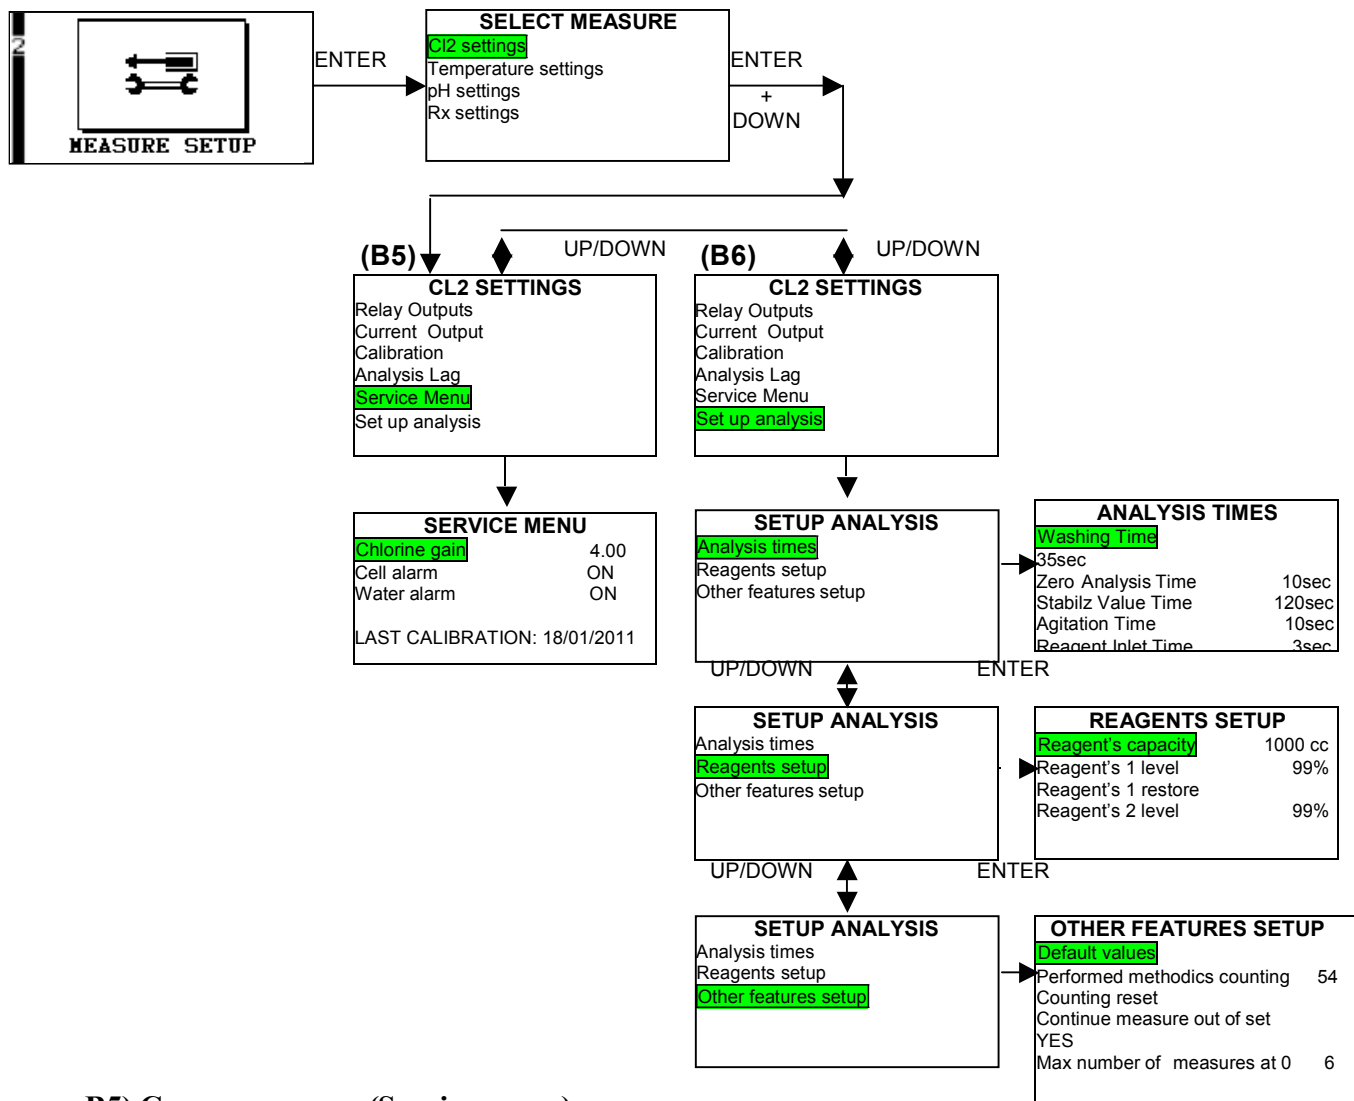 2
MEASURE SETUP
ENTER
SELECT MEASURE
Cl2 settings
Temperature settings
pH settings
Rx settings
ENTER
+
DOWN
(B5)
UP/DOWN
(B6)
UP/DOWN
CL2 SETTINGS
Relay Outputs
Current Output
Calibration
Analysis Lag
Service Menu
Set up analysis
CL2 SETTINGS
Relay Outputs
Current Output
Calibration
Analysis Lag
Service Menu
Set up analysis
SERVICE MENU
Chlorine gain 4.00
Cell alarm ON
Water alarm ON
LAST CALIBRATION: 18/01/2011
SETUP ANALYSIS
Analysis times
Reagents setup
Other features setup
ANALYSIS TIMES
Washing Time
35sec
Zero Analysis Time 10sec
Stabilz Value Time 120sec
Agitation Time 10sec
Reagent Inlet Time 3sec
UP/DOWN
ENTER
SETUP ANALYSIS
Analysis times
Reagents setup
Other features setup
REAGENTS SETUP
Reagent's capacity 1000 cc
Reagent's 1 level 99%
Reagent's 1 restore
Reagent's 2 level 99%
UP/DOWN
ENTER
SETUP ANALYSIS
Analysis times
Reagents setup
Other features setup
OTHER FEATURES SETUP
Default values
Performed methodics counting 54
Counting reset
Continue measure out of set
YES
Max number of measures at 0 6